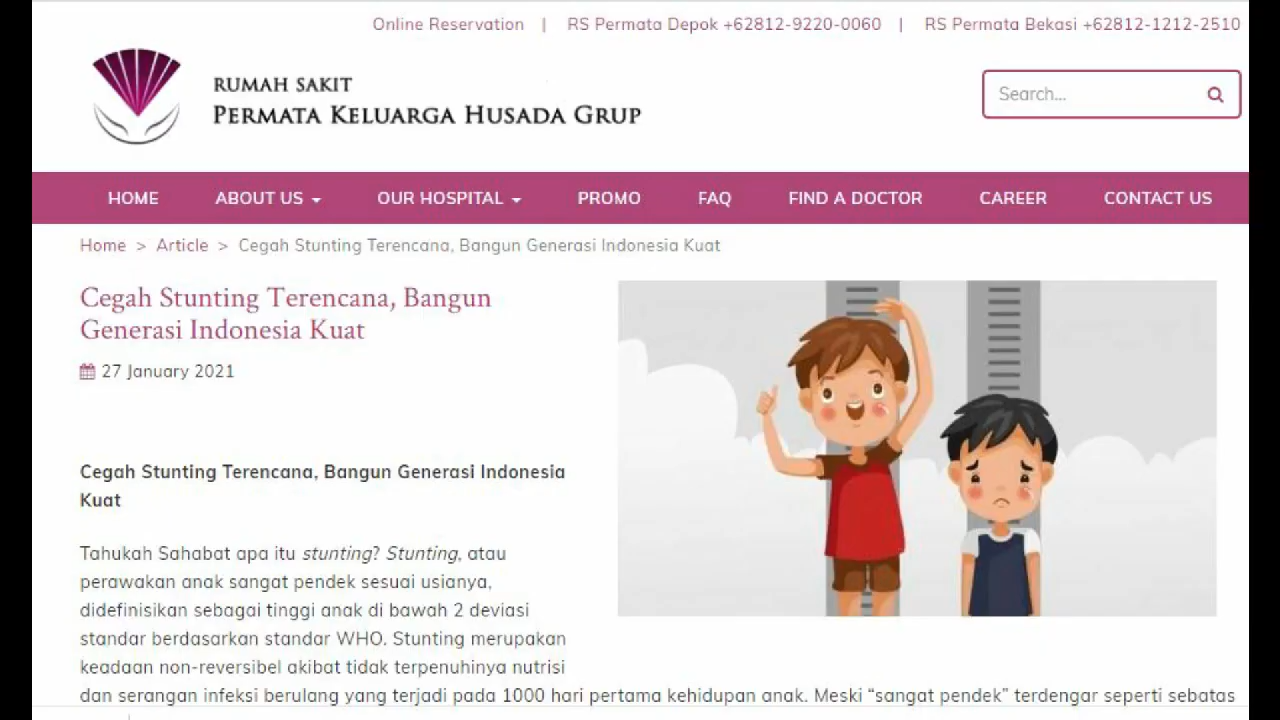 Online Reservation | RS Permata Depok +62812-9220-0060 | RS Permata Bekasi +62812-1212-2510
RUMAH SAKIT
PERMATA KELUARGA HUSADA GRUP
Search...
HOME ABOUT US OUR HOSPITAL PROMO FAQ FIND A DOCTOR CAREER CONTACT US
Home > Article > Cegah Stunting Terencana, Bangun Generasi Indonesia Kuat
Cegah Stunting Terencana, Bangun
Generasi Indonesia Kuat
27 January 2021
Cegah Stunting Terencana, Bangun Generasi Indonesia
Kuat
Tahukah Sahabat apa itu stunting? Stunting, atau
perawakan anak sangat pendek sesuai usianya,
didefinisikan sebagai tinggi anak di bawah 2 deviasi
standar berdasarkan standar WHO. Stunting merupakan
keadaan non-reversibel akibat tidak terpenuhinya nutrisi
dan serangan infeksi berulang yang terjadi pada 1000 hari pertama kehidupan anak. Meski “sangat pendek” terdengar seperti sebatas